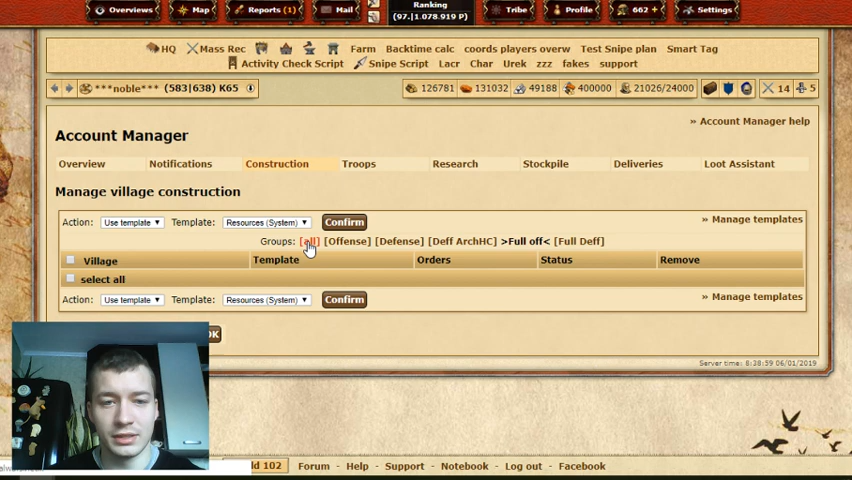 Overviews Map Reports (1) Mail Ranking (97.|1.078.919 P) Tribe Profile 662 Settings
HQ Mass Rec Farm Backtime calc coords players overw Test Snipe plan Smart Tag
Activity Check Script Snipe Script Lacr Char Urek zzz fakes support
***noble*** (583|638) K65 126781 131032 49188 400000 21026/24000 14 5
Account Manager
» Account Manager help
Overview Notifications Construction Troops Research Stockpile Deliveries Loot Assistant
Manage village construction
Action: Use template Template: Resources (System) Confirm » Manage templates
Groups: [all] [Offense] [Defense] [Deff ArchHC] >Full off< [Full Deff]
Village Template Orders Status Remove
select all
Action: Use template Template: Resources (System) Confirm » Manage templates
OK
Server time: 8:38:59 06/01/2019
102 Forum - Help - Support - Notebook - Log out - Facebook